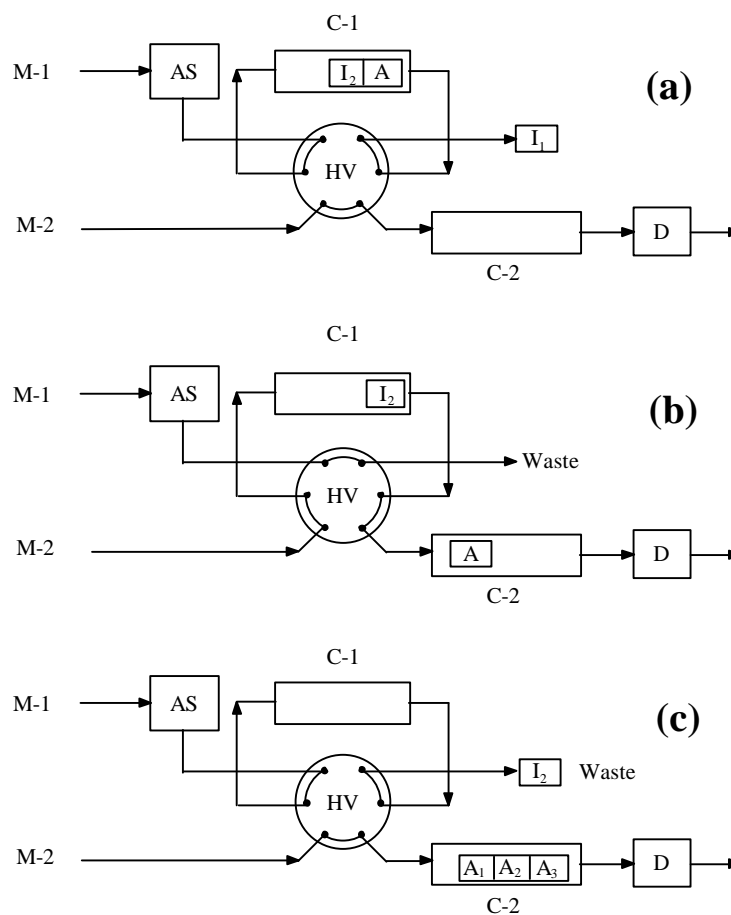 C-1
M-1 AS I₂ A (a)
I₁
HV
M-2 D
C-2
C-1
M-1 AS I₂ (b)
Waste
HV
M-2 A D
C-2
C-1
M-1 AS (c)
I₂ Waste
HV
M-2 A₁ A₂ A₃ D
C-2